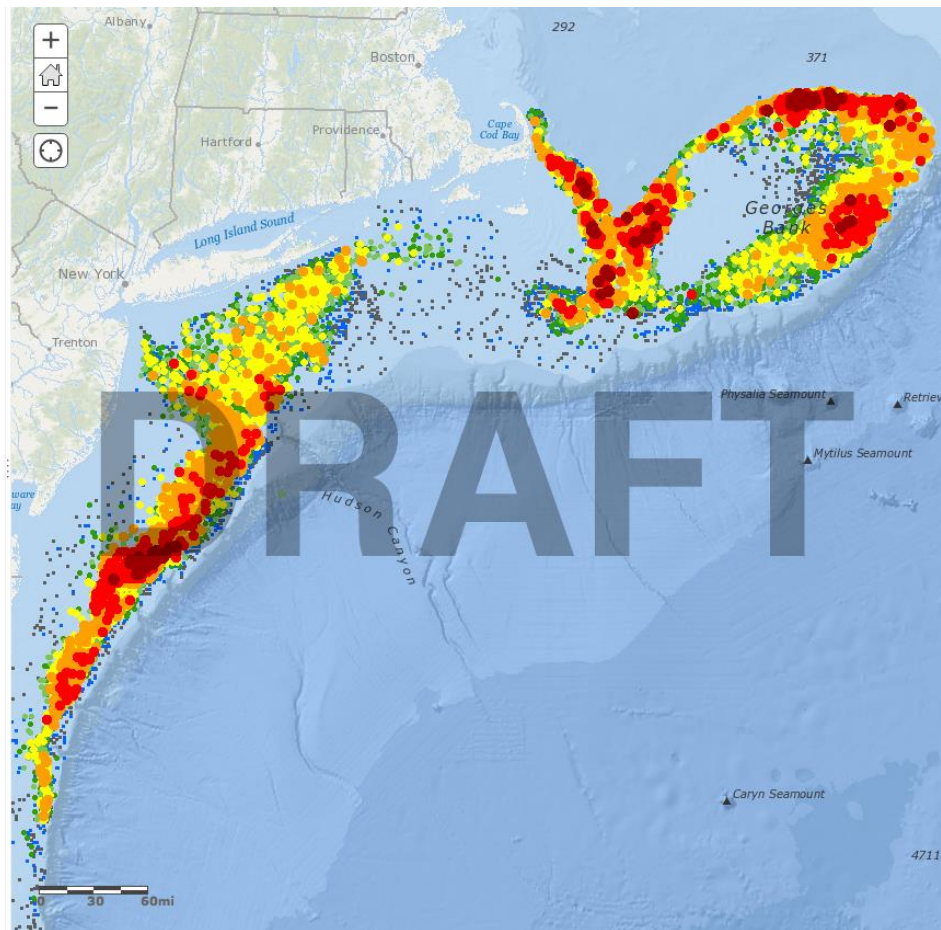 +
−
Albany
292
Boston
371
Cape
Cod Bay
Providence
Hartford
Long Island Sound
Georges
Bank
New York
Trenton
Physalia Seamount
Retriev
Mytilus Seamount
DRAFT
ware
ay
Hudson Canyon
Caryn Seamount
4711
0 30 60mi